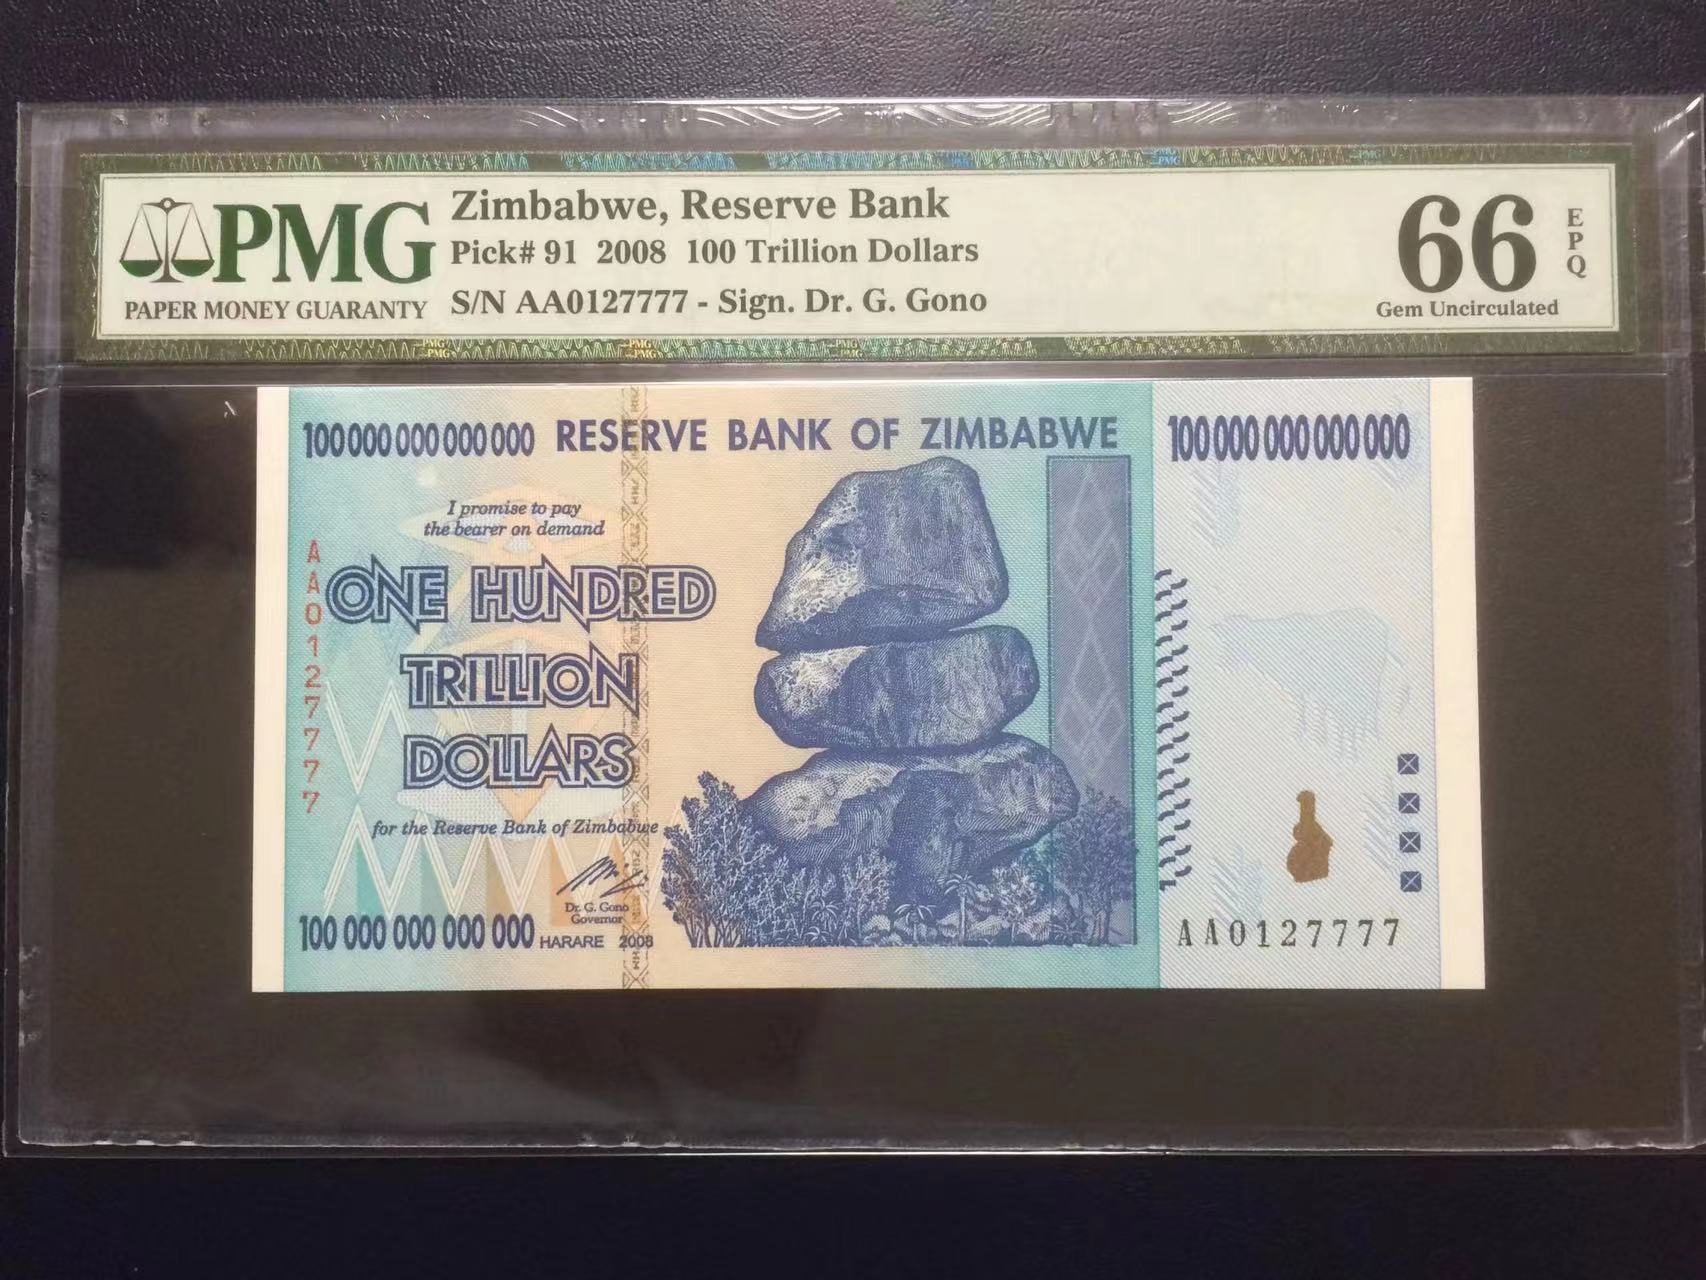 PMG
PAPER MONEY GUARANTY
Zimbabwe, Reserve Bank
Pick# 91 2008 100 Trillion Dollars
S/N AA0127777 - Sign. Dr. G. Gono
66
EPQ
Gem Uncirculated
100 000 000 000 000
RESERVE BANK OF ZIMBABWE
100 000 000 000 000
I promise to pay
the bearer on demand
AA0127777
ONE HUNDRED
TRILLION
DOLLARS
for the Reserve Bank of Zimbabwe
Dr. G. Gono
Governor
100 000 000 000 000
HARARE 2008
AA0127777